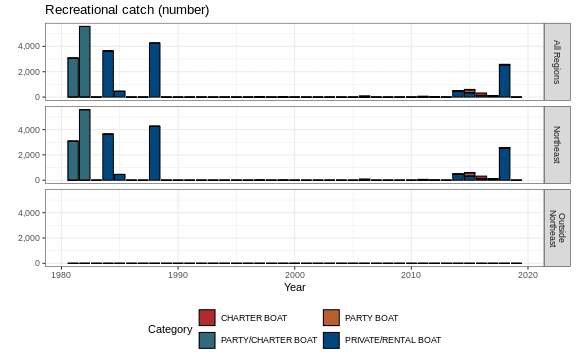 Recreational catch (number)
4,000
2,000
0
All Regions
4,000
2,000
0
Northeast
4,000
2,000
0
Outside
Northeast
1980 1990 2000 2010 2020
Year
Category
CHARTER BOAT
PARTY BOAT
PARTY/CHARTER BOAT
PRIVATE/RENTAL BOAT